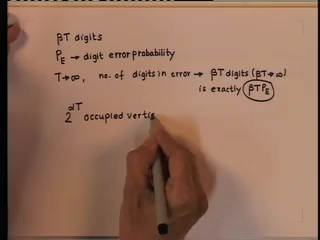 βT digits
P_E → digit error probability
T→∞, no. of digits in error → βT digits (βT→∞)
is exactly βTP_E
2^αT occupied vertis